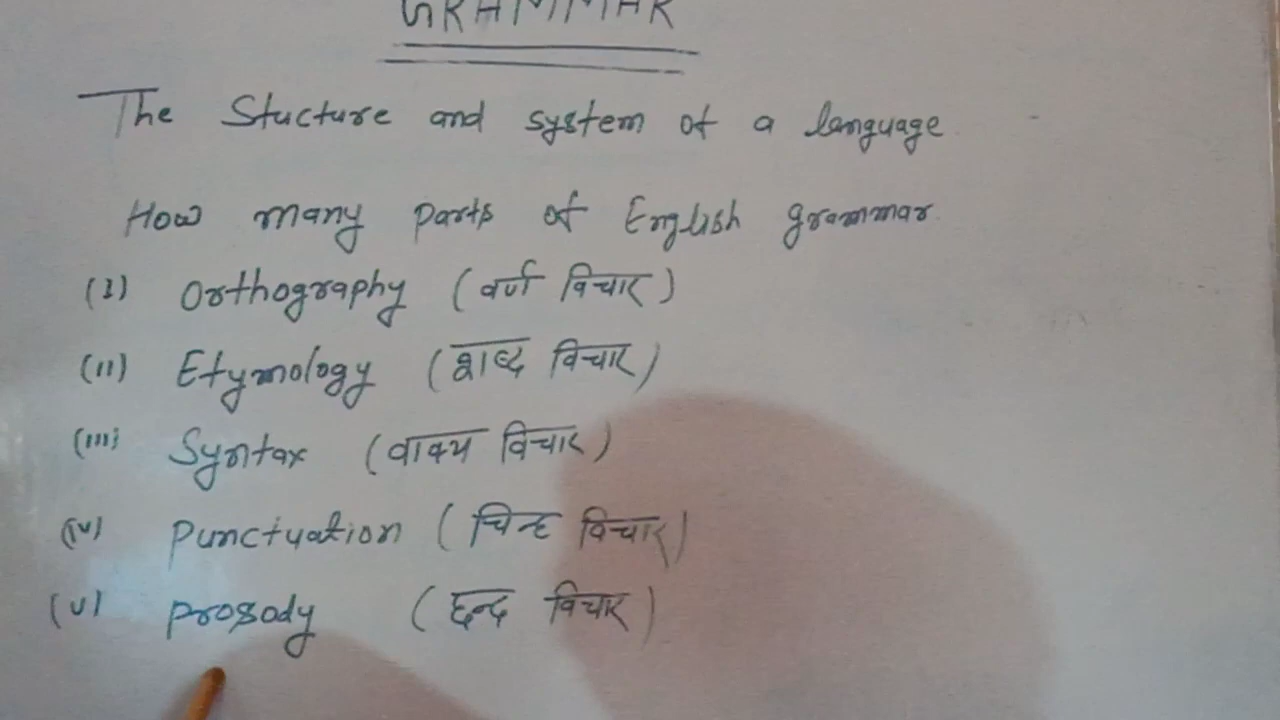 GRAMMAR
The Stucture and system of a language
How many parts of English grammar
(I) Orthography (वर्ण विचार)
(II) Etymology (शब्द विचार)
(III) Syntax (वाक्य विचार)
(IV) Punctuation (चिन्ह विचार)
(V) Prosody (छन्द विचार)